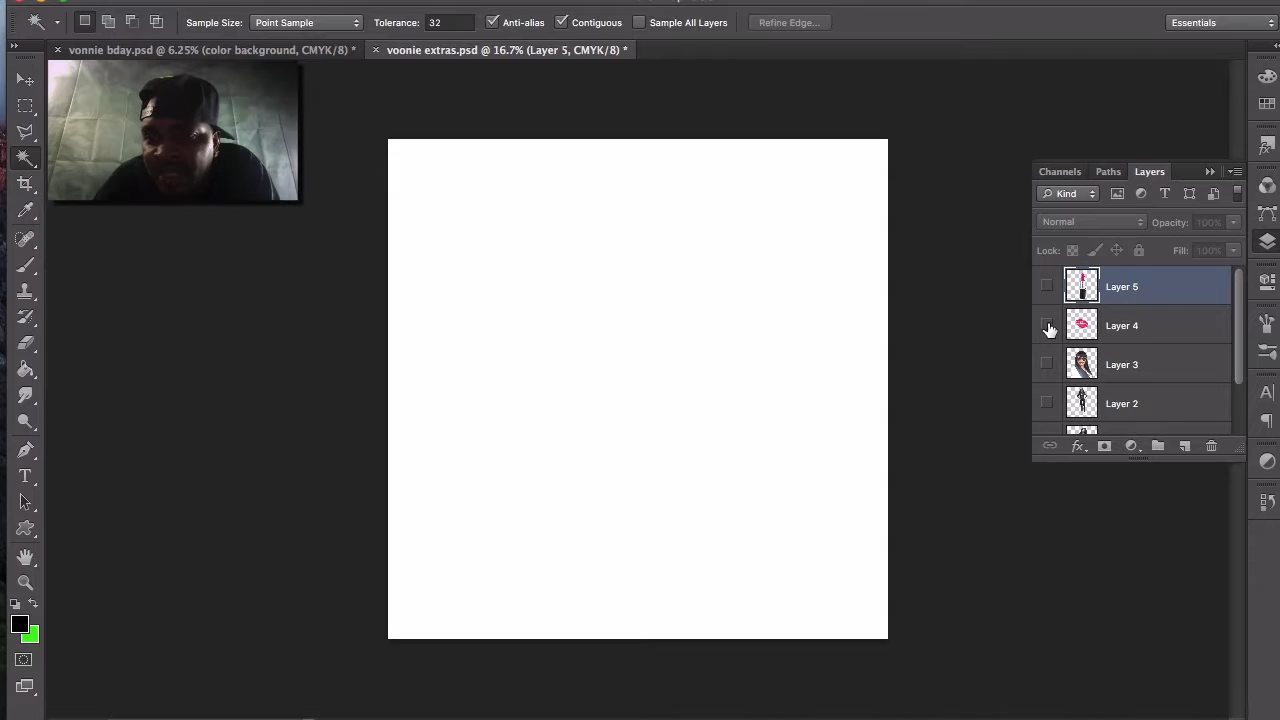 Sample Size: Point Sample Tolerance: 32 Anti-alias Contiguous Sample All Layers Refine Edge... Essentials
vonnie bday.psd @ 6.25% (color background, CMYK/8) * voonie extras.psd @ 16.7% (Layer 5, CMYK/8) *
Channels Paths Layers
Kind
Normal Opacity: 100%
Lock: Fill: 100%
Layer 5
Layer 4
Layer 3
Layer 2
fx